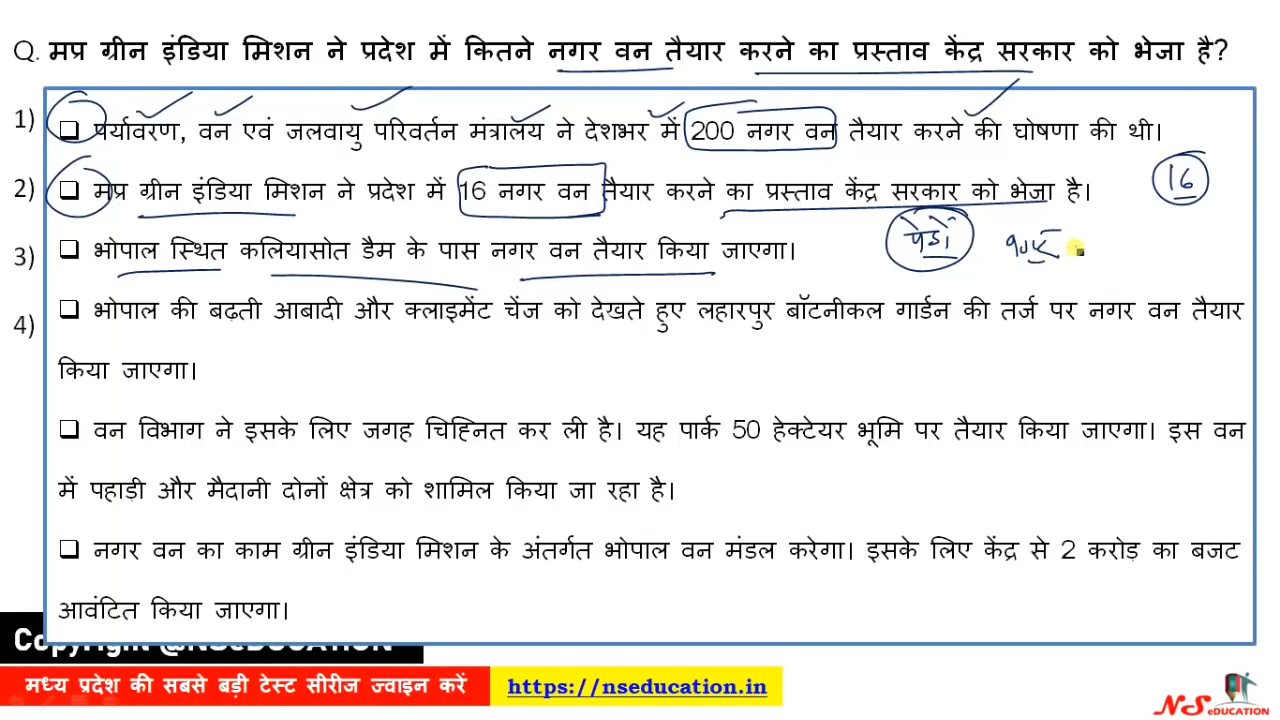 Q. मप्र ग्रीन इंडिया मिशन ने प्रदेश में कितने नगर वन तैयार करने का प्रस्ताव केंद्र सरकार को भेजा है?
1)
❑ पर्यावरण, वन एवं जलवायु परिवर्तन मंत्रालय ने देशभर में 200 नगर वन तैयार करने की घोषणा की थी।
2)
❑ मप्र ग्रीन इंडिया मिशन ने प्रदेश में 16 नगर वन तैयार करने का प्रस्ताव केंद्र सरकार को भेजा है।
16
3)
❑ भोपाल स्थित कलियासोत डैम के पास नगर वन तैयार किया जाएगा।
4)
❑ भोपाल की बढ़ती आबादी और क्लाइमेंट चेंज को देखते हुए लहारपुर बॉटनीकल गार्डन की तर्ज पर नगर वन तैयार
किया जाएगा।
❑ वन विभाग ने इसके लिए जगह चिह्नित कर ली है। यह पार्क 50 हेक्टेयर भूमि पर तैयार किया जाएगा। इस वन
में पहाड़ी और मैदानी दोनों क्षेत्र को शामिल किया जा रहा है।
❑ नगर वन का काम ग्रीन इंडिया मिशन के अंतर्गत भोपाल वन मंडल करेगा। इसके लिए केंद्र से 2 करोड़ का बजट
आवंटित किया जाएगा।
Copyright @NSeEDUCATION
मध्य प्रदेश की सबसे बड़ी टेस्ट सीरीज ज्वाइन करें
https://nseducation.in
NS eDUCATION